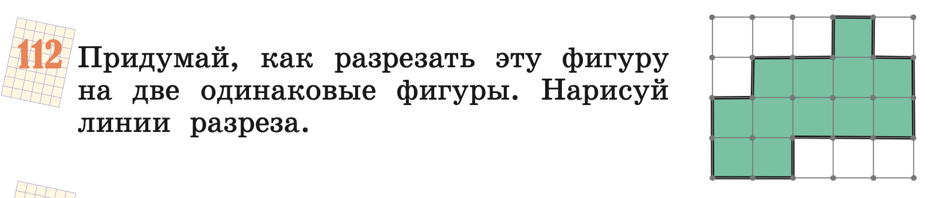 112 Придумай, как разрезать эту фигуру
на две одинаковые фигуры. Нарисуй
линии разреза.